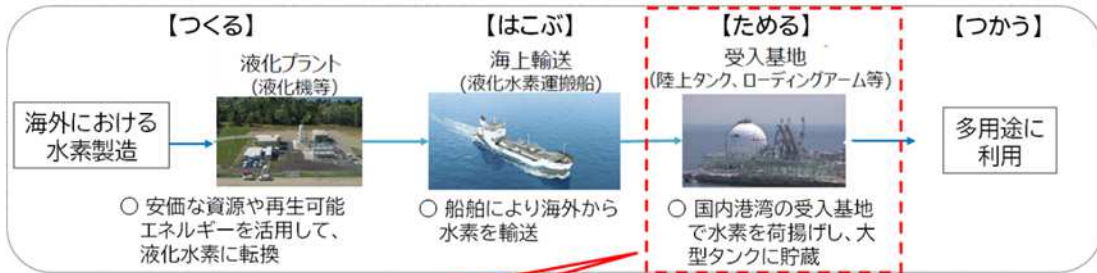 【つくる】
【はこぶ】
【ためる】
【つかう】
液化プラント
(液化機等)
海上輸送
(液化水素運搬船)
受入基地
(陸上タンク、ローディングアーム等)
海外における
水素製造
多用途に
利用
○ 安価な資源や再生可能
エネルギーを活用して、
液化水素に転換
○ 船舶により海外から
水素を輸送
○ 国内港湾の受入基地
で水素を荷揚げし、大
型タンクに貯蔵